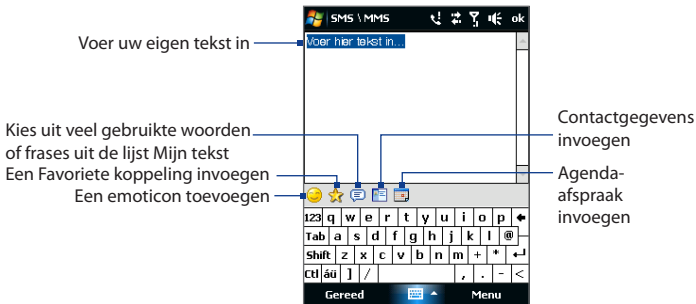 SMS \ MMS ok
Voer uw eigen tekst in
Voer hier tekst in...
Kies uit veel gebruikte woorden
of frases uit de lijst Mijn tekst
Een Favoriete koppeling invoegen
Een emoticon toevoegen
Contactgegevens
invoegen
Agenda-
afspraak
invoegen
123 q w e r t y u i o p
Tab a s d f g h j k l @
Shift z x c v b n m + *
Ctl áü ] / , . - <
Gereed Menu